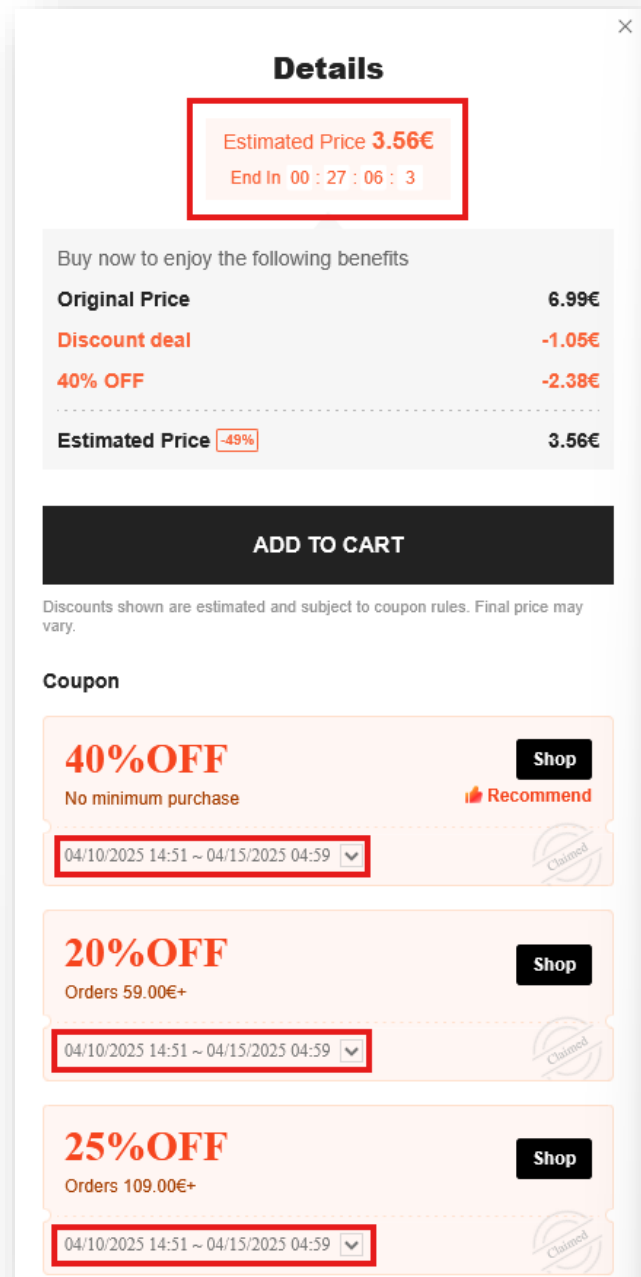 Details
Estimated Price 3.56€
End In 00 : 27 : 06 : 3
Buy now to enjoy the following benefits
Original Price 6.99€
Discount deal -1.05€
40% OFF -2.38€
Estimated Price -49% 3.56€
ADD TO CART
Discounts shown are estimated and subject to coupon rules. Final price may
vary.
Coupon
40%OFF
Shop
No minimum purchase
Recommend
04/10/2025 14:51 ~ 04/15/2025 04:59
Claimed
20%OFF
Shop
Orders 59.00€+
04/10/2025 14:51 ~ 04/15/2025 04:59
Claimed
25%OFF
Shop
Orders 109.00€+
04/10/2025 14:51 ~ 04/15/2025 04:59
Claimed